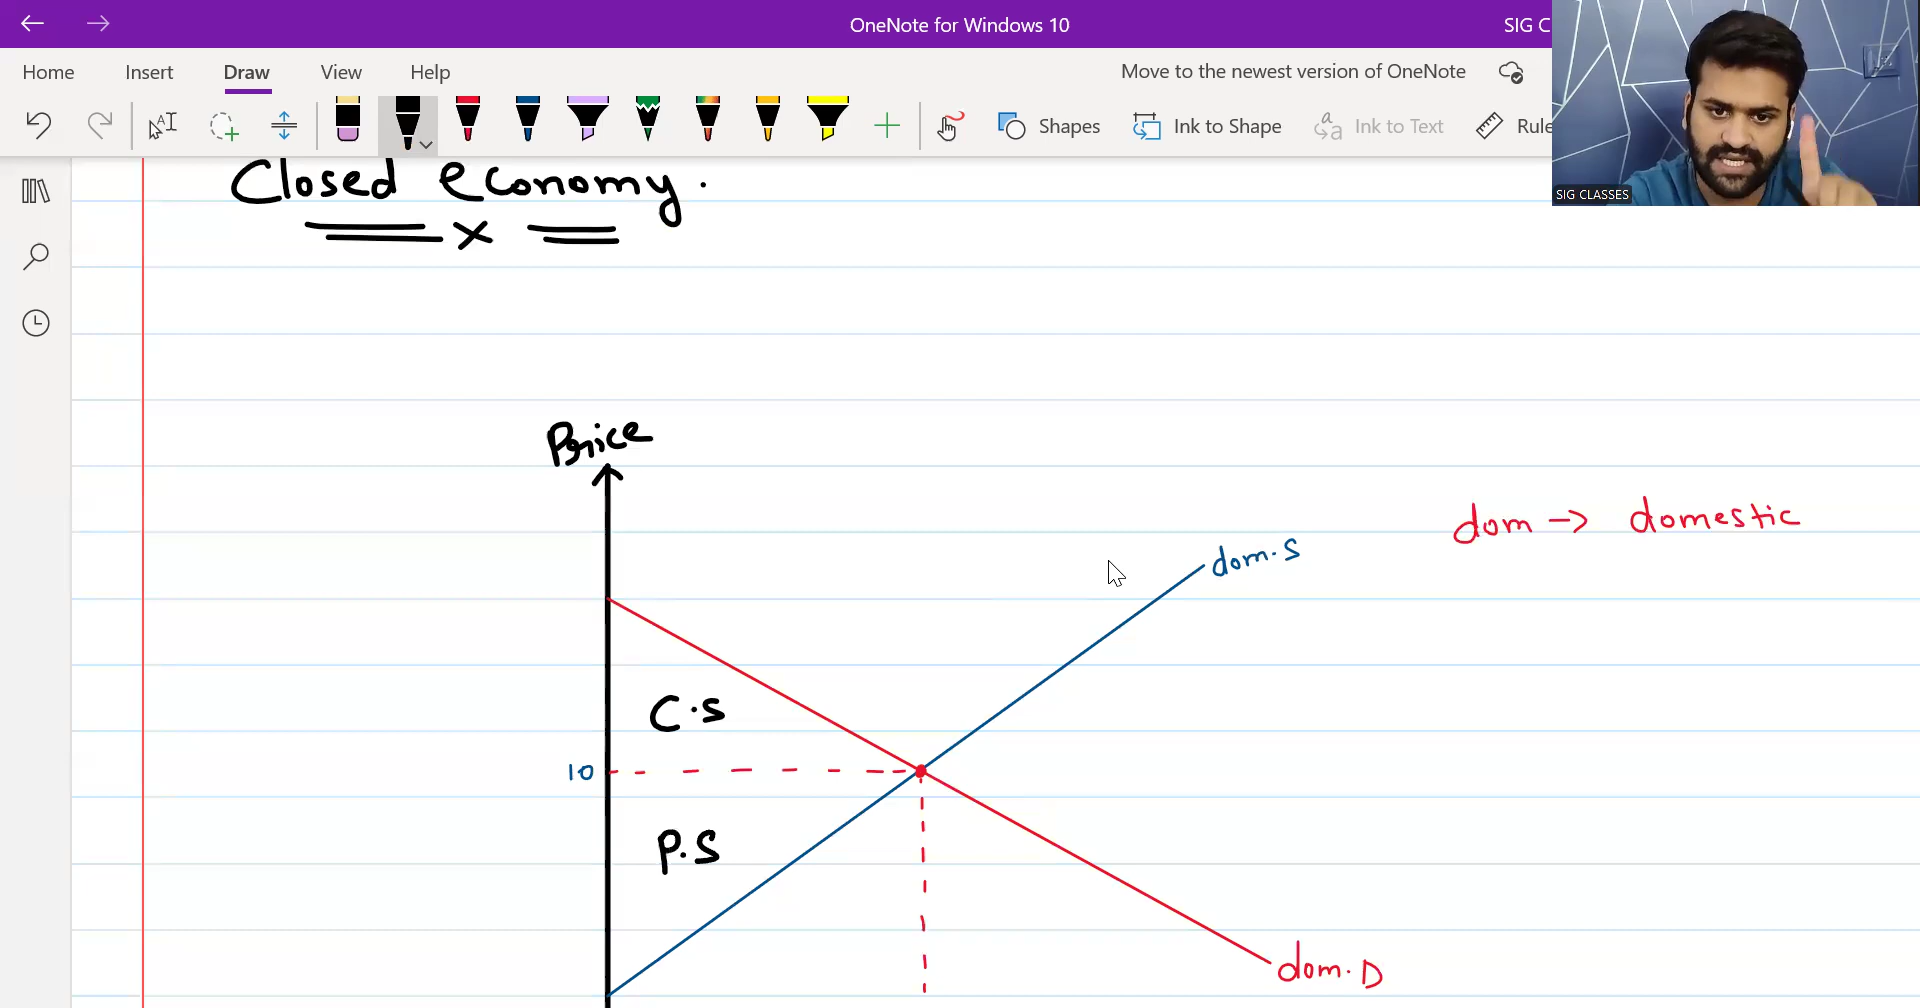 OneNote for Windows 10
SIG C
Home Insert Draw View Help
Move to the newest version of OneNote
Shapes Ink to Shape Ink to Text Rule
SIG CLASSES
Closed economy.
Price
dom → domestic
dom.S
C.S
10
P.S
dom.D